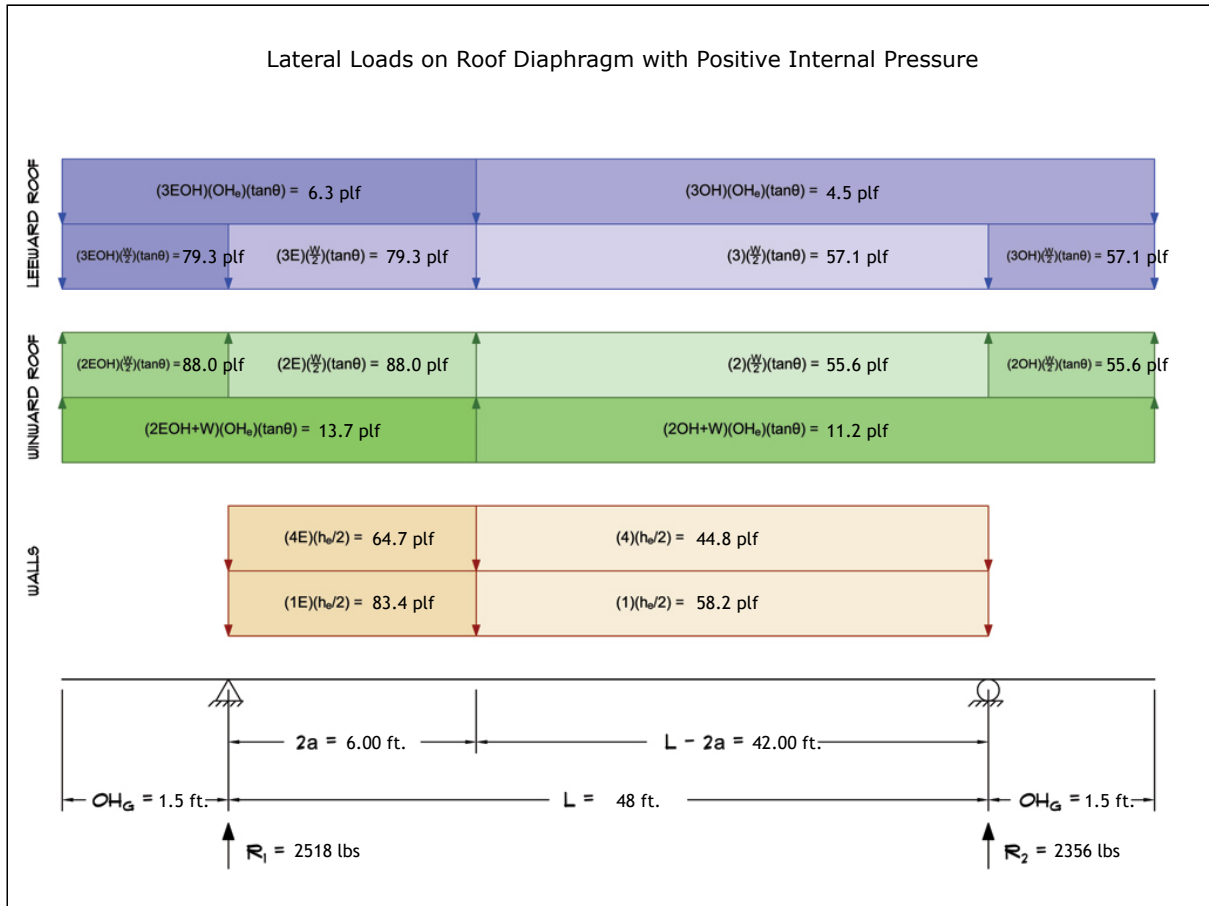 Lateral Loads on Roof Diaphragm with Positive Internal Pressure
LEEWARD ROOF
(3EOH)(OHₑ)(tanθ) = 6.3 plf
(3OH)(OHₑ)(tanθ) = 4.5 plf
(3EOH)(W/2)(tanθ) = 79.3 plf
(3E)(W/2)(tanθ) = 79.3 plf
(3)(W/2)(tanθ) = 57.1 plf
(3OH)(W/2)(tanθ) = 57.1 plf
WINWARD ROOF
(2EOH)(W/2)(tanθ) = 88.0 plf
(2E)(W/2)(tanθ) = 88.0 plf
(2)(W/2)(tanθ) = 55.6 plf
(2OH)(W/2)(tanθ) = 55.6 plf
(2EOH+W)(OHₑ)(tanθ) = 13.7 plf
(2OH+W)(OHₑ)(tanθ) = 11.2 plf
WALLS
(4E)(hₑ/2) = 64.7 plf
(4)(hₑ/2) = 44.8 plf
(1E)(hₑ/2) = 83.4 plf
(1)(hₑ/2) = 58.2 plf
2a = 6.00 ft.
L - 2a = 42.00 ft.
OH_G = 1.5 ft.
L = 48 ft.
OH_G = 1.5 ft.
R₁ = 2518 lbs
R₂ = 2356 lbs